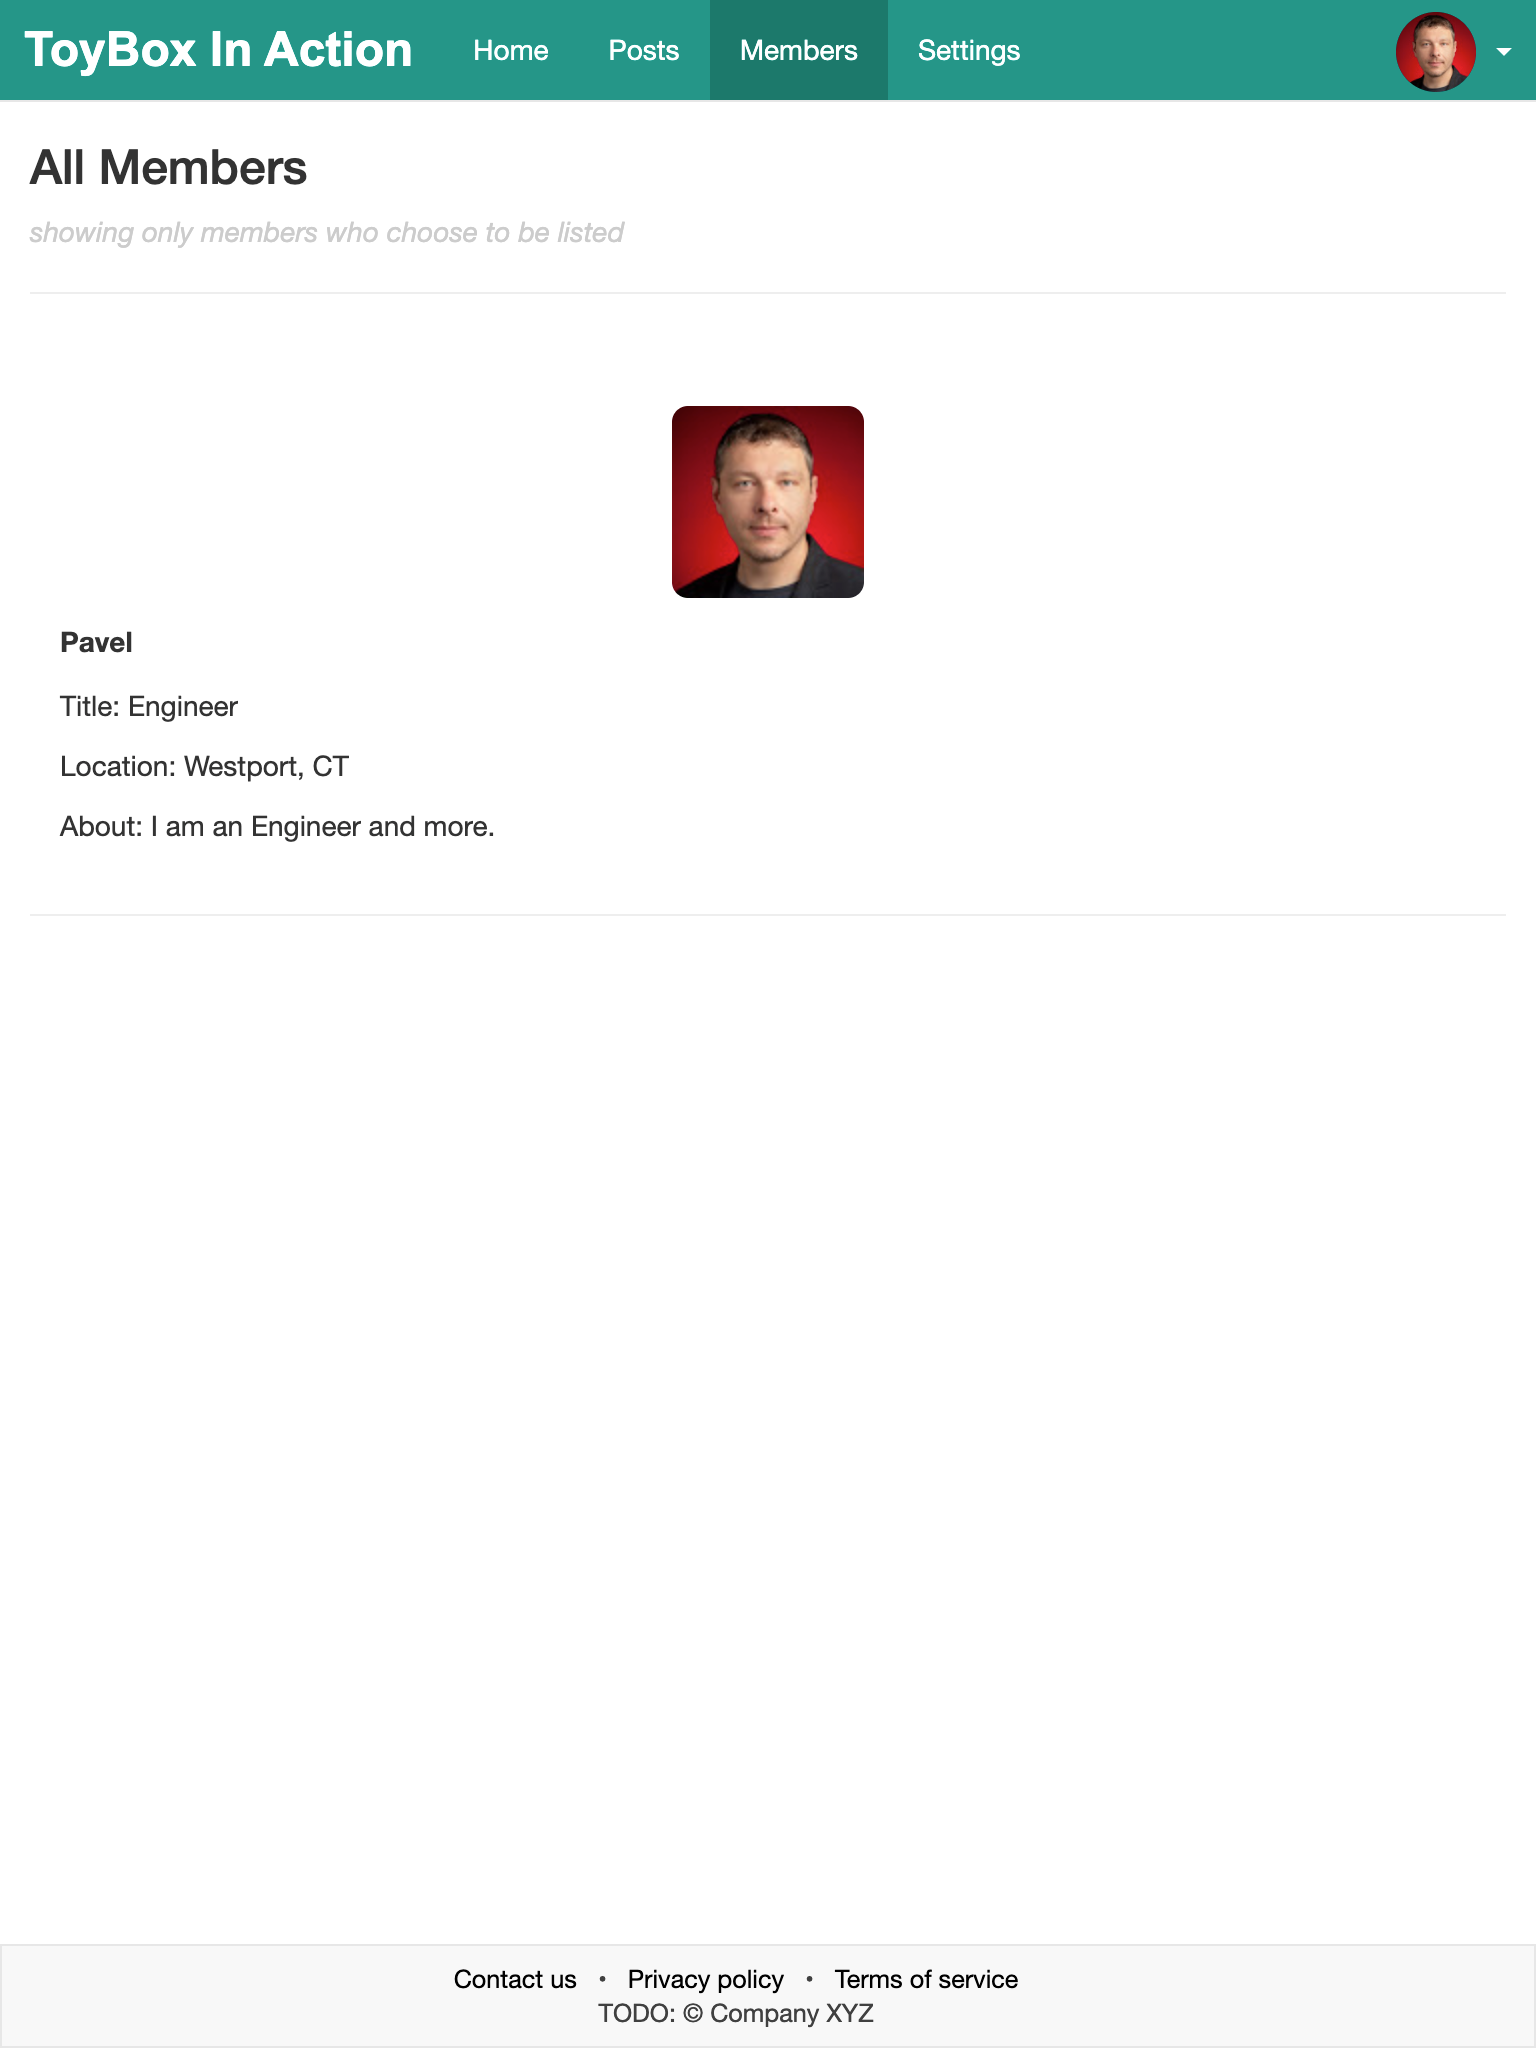 ToyBox In Action Home Posts Members Settings
All Members
showing only members who choose to be listed
Pavel
Title: Engineer
Location: Westport, CT
About: I am an Engineer and more.
Contact us • Privacy policy • Terms of service
TODO: © Company XYZ